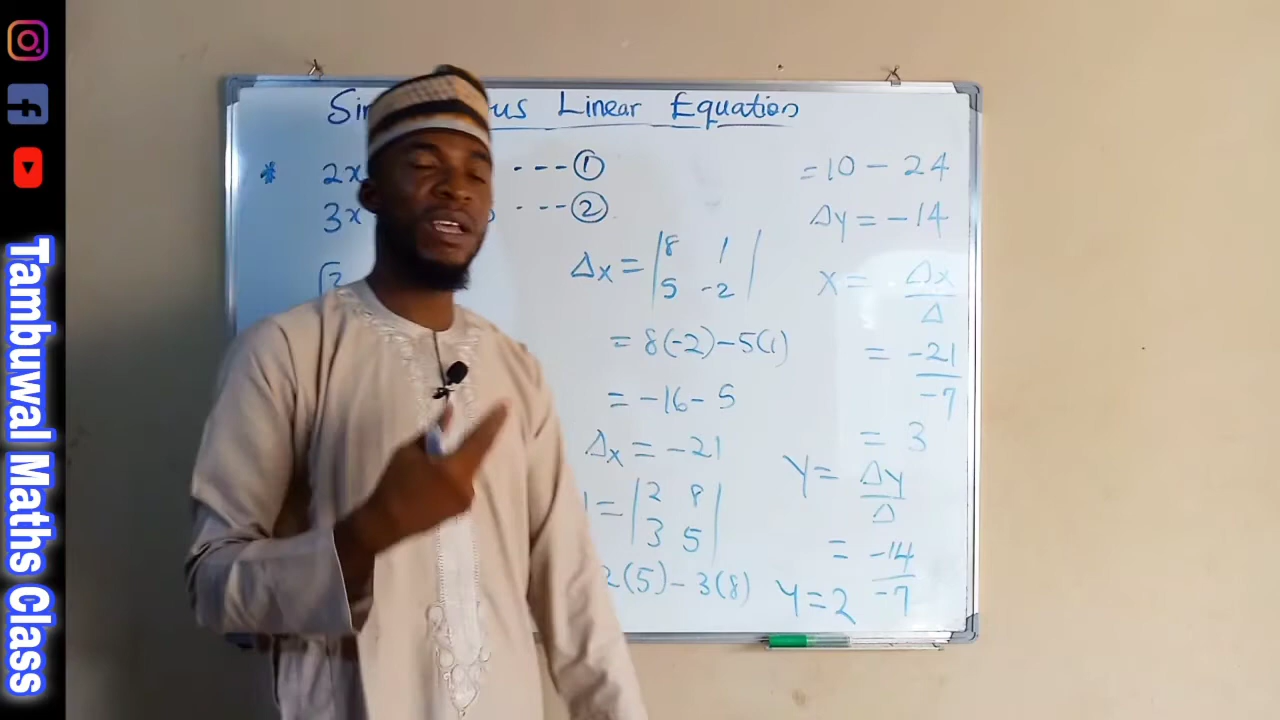 Tambuwal Maths Class
Linear Equation
* 2x ---①
3x ---②
Δx = |8 1|
|5 -2|
= 8(-2)-5(1)
= -16-5
Δx = -21
= |2 8|
|3 5|
2(5)-3(8)
=10-24
Δy = -14
x = Δx
Δ
= -21
-7
= 3
Y = Δy
Δ
= -14
-7
Y=2